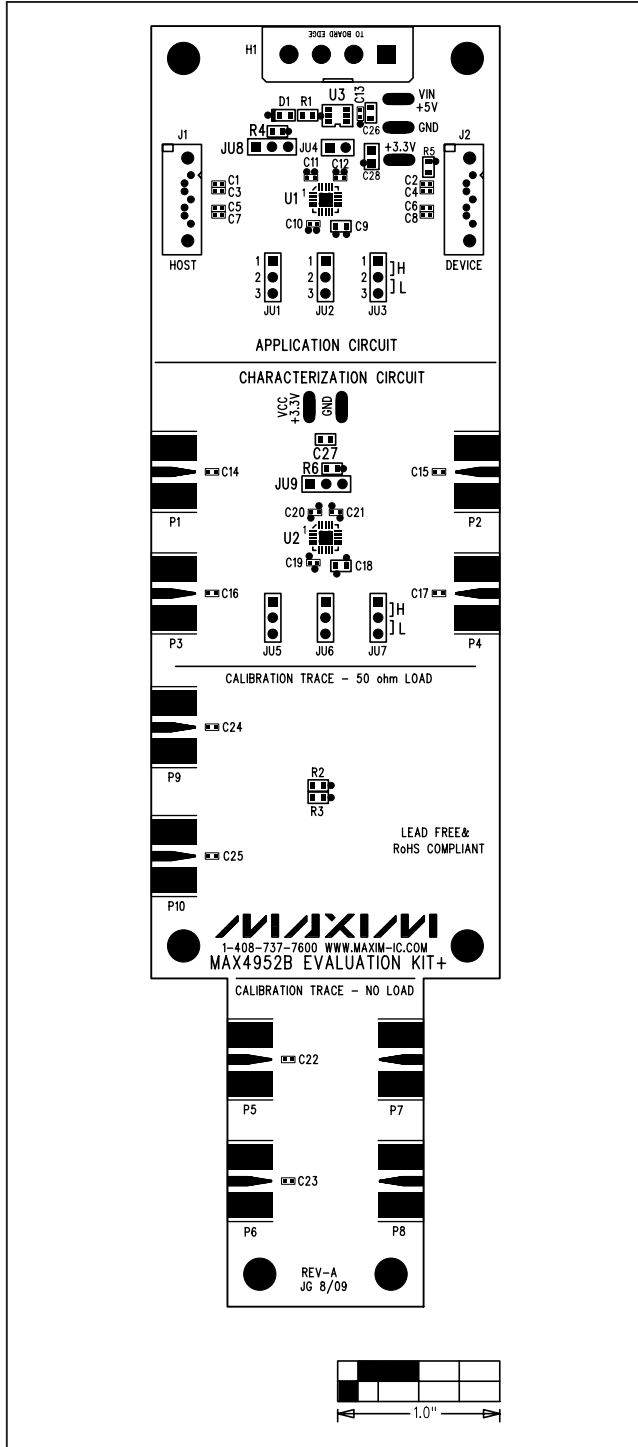 TO BOARD EDGE
H1
U3
C13
D1
R1
C26
VIN
+5V
GND
J1
R4
JU8
JU4
+3.3V
J2
R5
C11
C12
C28
U1
1
C1
C3
C2
C4
C5
C7
C10
C9
C6
C8
HOST
DEVICE
1
2
3
1
2
3
1
2
3
H
L
JU1
JU2
JU3
APPLICATION CIRCUIT
CHARACTERIZATION CIRCUIT
VCC
+3.3V
GND
C27
R6
C14
C15
JU9
P1
P2
C20
C21
U2
1
C19
C18
C16
C17
H
L
P3
JU5
JU6
JU7
P4
CALIBRATION TRACE - 50 ohm LOAD
C24
P9
R2
R3
LEAD FREE&
RoHS COMPLIANT
C25
P10
MAXIM
1-408-737-7600 WWW.MAXIM-IC.COM
MAX4952B EVALUATION KIT+
CALIBRATION TRACE - NO LOAD
C22
P5
P7
C23
P6
P8
REV-A
JG 8/09
1.0"